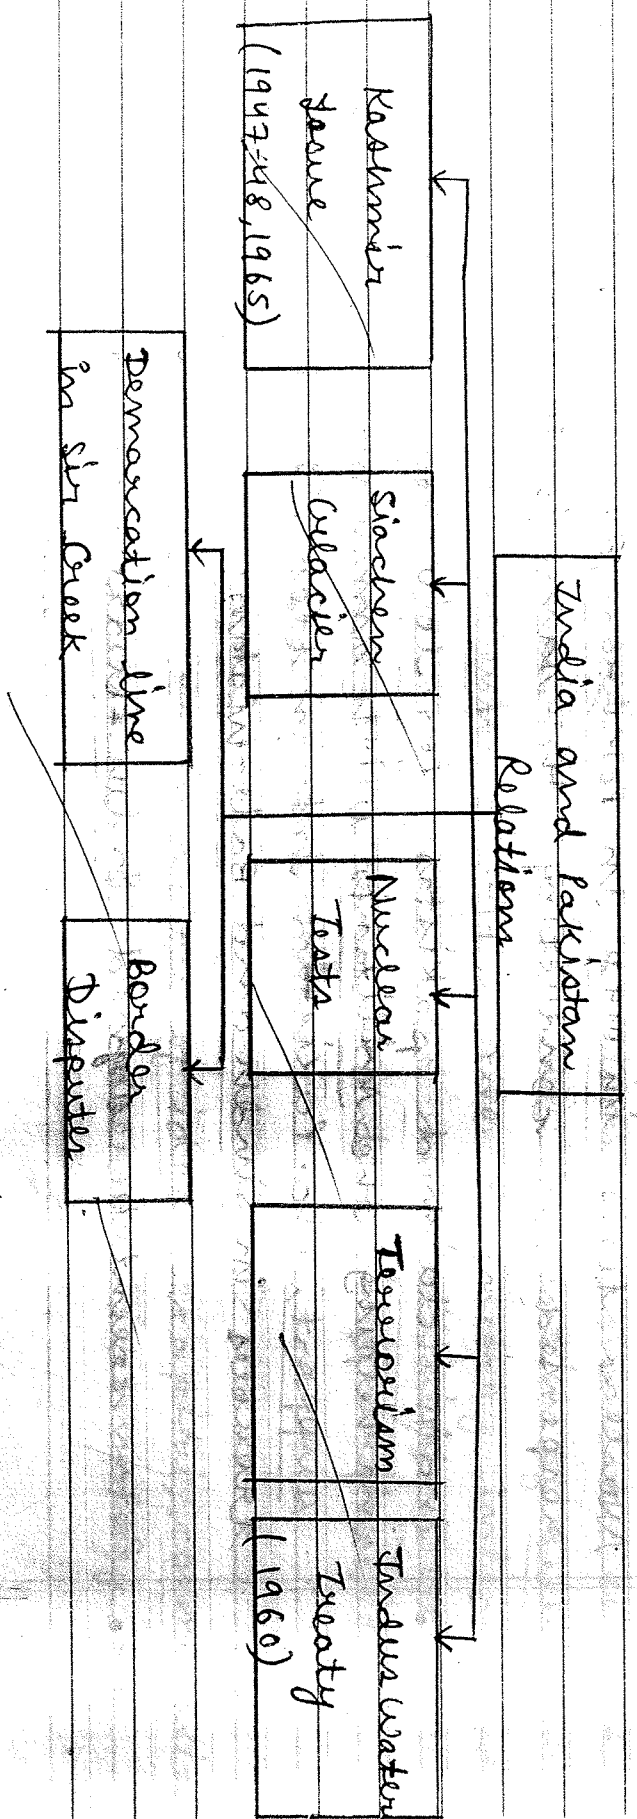 India and Pakistan
Relations
Kashmir
Issue
(1947-48, 1965)
Siachen
Glacier
Nuclear
Tests
Terrorism
Indus Water
Treaty
(1960)
Demarcation line
in Sir Creek
Border
Disputes